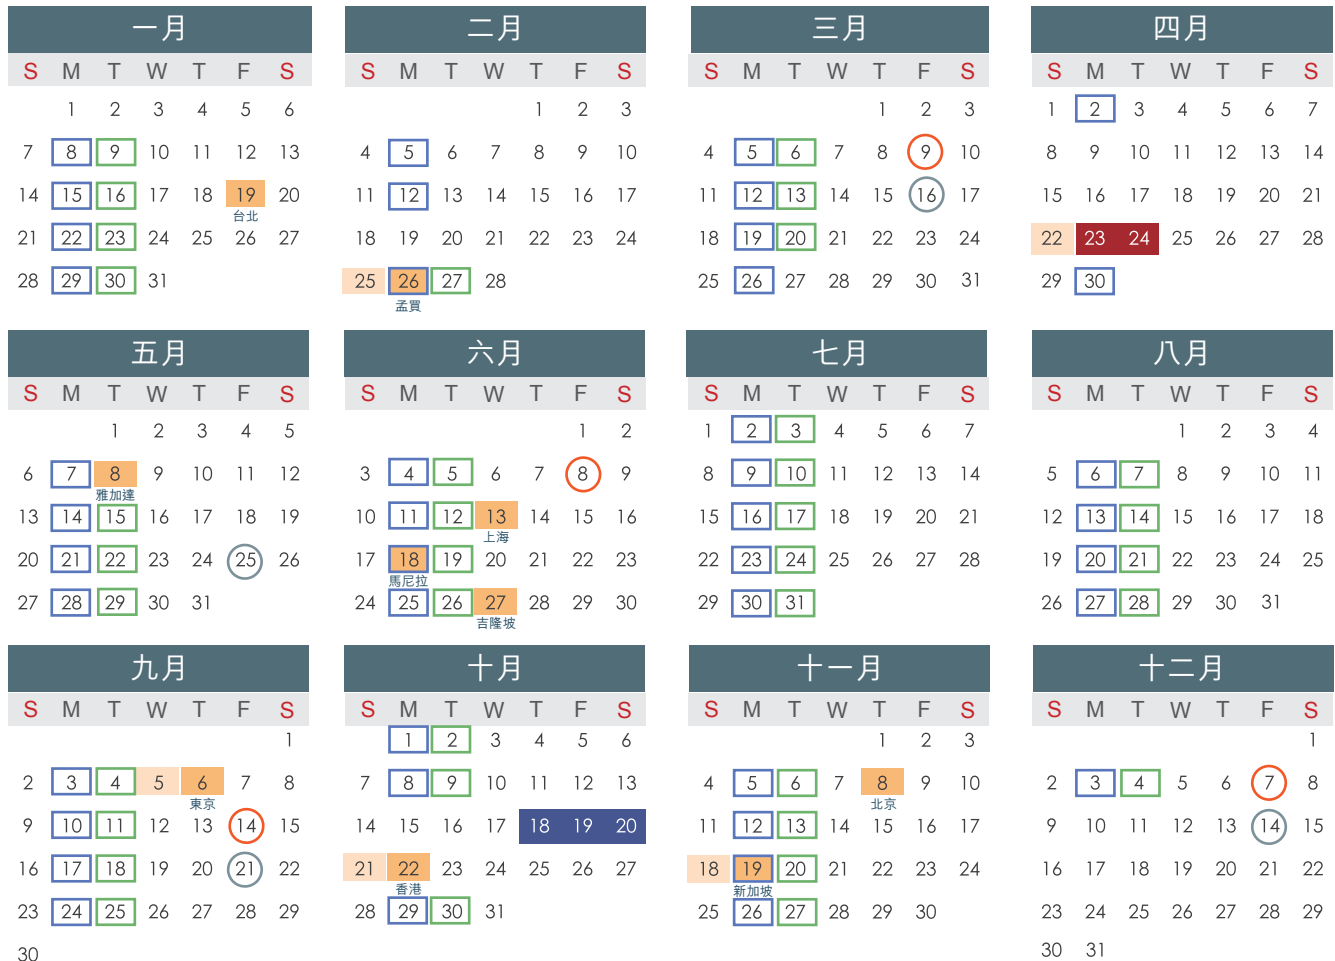 一月
S M T W T F S
1 2 3 4 5 6
7 8 9 10 11 12 13
14 15 16 17 18 19 20
台北
21 22 23 24 25 26 27
28 29 30 31
二月
S M T W T F S
1 2 3
4 5 6 7 8 9 10
11 12 13 14 15 16 17
18 19 20 21 22 23 24
25 26 27 28
孟買
三月
S M T W T F S
1 2 3
4 5 6 7 8 9 10
11 12 13 14 15 16 17
18 19 20 21 22 23 24
25 26 27 28 29 30 31
四月
S M T W T F S
1 2 3 4 5 6 7
8 9 10 11 12 13 14
15 16 17 18 19 20 21
22 23 24 25 26 27 28
29 30
五月
S M T W T F S
1 2 3 4 5
6 7 8 9 10 11 12
雅加達
13 14 15 16 17 18 19
20 21 22 23 24 25 26
27 28 29 30 31
六月
S M T W T F S
1 2
3 4 5 6 7 8 9
10 11 12 13 14 15 16
上海
17 18 19 20 21 22 23
馬尼拉
24 25 26 27 28 29 30
吉隆坡
七月
S M T W T F S
1 2 3 4 5 6 7
8 9 10 11 12 13 14
15 16 17 18 19 20 21
22 23 24 25 26 27 28
29 30 31
八月
S M T W T F S
1 2 3 4
5 6 7 8 9 10 11
12 13 14 15 16 17 18
19 20 21 22 23 24 25
26 27 28 29 30 31
九月
S M T W T F S
1
2 3 4 5 6 7 8
東京
9 10 11 12 13 14 15
16 17 18 19 20 21 22
23 24 25 26 27 28 29
30
十月
S M T W T F S
1 2 3 4 5 6
7 8 9 10 11 12 13
14 15 16 17 18 19 20
21 22 23 24 25 26 27
香港
28 29 30 31
十一月
S M T W T F S
1 2 3
4 5 6 7 8 9 10
北京
11 12 13 14 15 16 17
18 19 20 21 22 23 24
新加坡
25 26 27 28 29 30
十二月
S M T W T F S
1
2 3 4 5 6 7 8
9 10 11 12 13 14 15
16 17 18 19 20 21 22
23 24 25 26 27 28 29
30 31